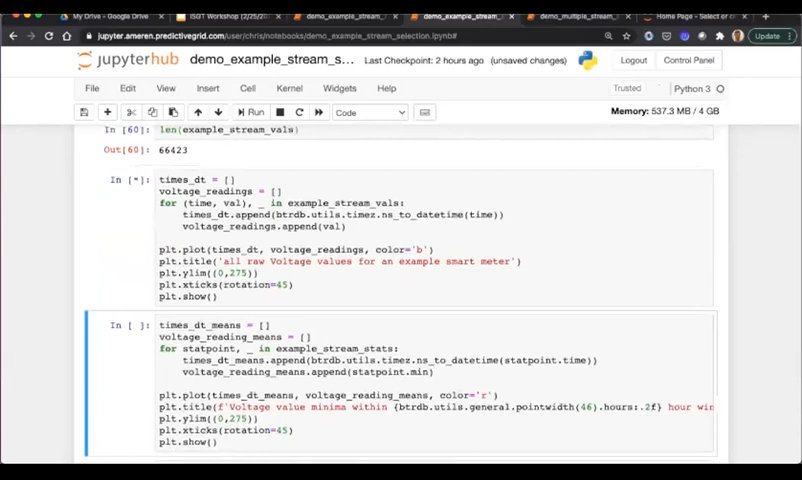 My Drive - Google Drive
ISGT Workshop (2/25/20
demo_example_stream
demo_example_stream_
demo_multiple_stream_
Home Page - Select or c
jupyter.ameren.predictivegrid.com/user/chris/notebooks/demo_example_stream_selection.ipynb#
Update
jupyterhub
demo_example_stream_s...
Last Checkpoint: 2 hours ago (unsaved changes)
Logout
Control Panel
File Edit View Insert Cell Kernel Widgets Help
Trusted
Python 3
Run
Code
Memory: 537.3 MB / 4 GB
In [60]: len(example_stream_vals)
Out[60]: 66423
In [*]: times_dt = []
voltage_readings = []
for (time, val), _ in example_stream_vals:
times_dt.append(btrdb.utils.timez.ns_to_datetime(time))
voltage_readings.append(val)
plt.plot(times_dt, voltage_readings, color='b')
plt.title('all raw Voltage values for an example smart meter')
plt.ylim((0,275))
plt.xticks(rotation=45)
plt.show()
In [ ]: times_dt_means = []
voltage_reading_means = []
for statpoint, _ in example_stream_stats:
times_dt_means.append(btrdb.utils.timez.ns_to_datetime(statpoint.time))
voltage_reading_means.append(statpoint.min)
plt.plot(times_dt_means, voltage_reading_means, color='r')
plt.title(f'Voltage value minima within {btrdb.utils.general.pointwidth(46).hours:.2f} hour win
plt.ylim((0,275))
plt.xticks(rotation=45)
plt.show()